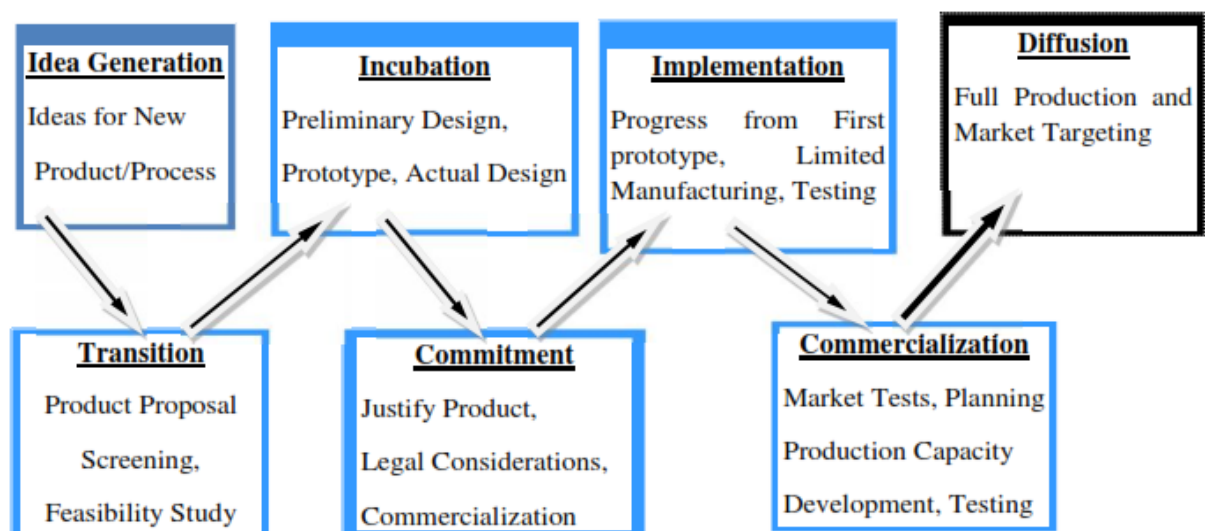 Idea Generation
Ideas for New
Product/Process
Incubation
Preliminary Design,
Prototype, Actual Design
Implementation
Progress from First
prototype, Limited
Manufacturing, Testing
Diffusion
Full Production and
Market Targeting
Transition
Product Proposal
Screening,
Feasibility Study
Commitment
Justify Product,
Legal Considerations,
Commercialization
Commercialization
Market Tests, Planning
Production Capacity
Development, Testing